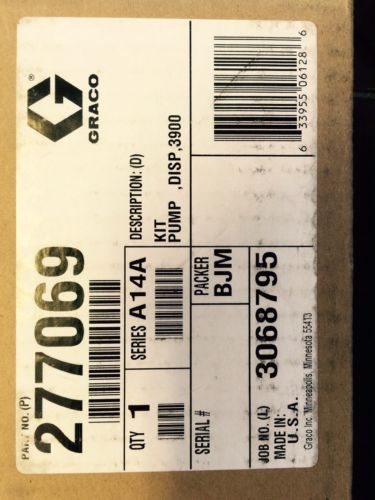 GRACO
®
6 33955 06128 6
PART NO. (P)
277069
DESCRIPTION: (D)
KIT
PUMP ,DISP,3900
QTY
1
SERIES
A14A
PACKER
BJM
SERIAL #
JOB NO. (L)
3068795
MADE IN:
U.S.A.
Graco Inc. Minneapolis, Minnesota 55413